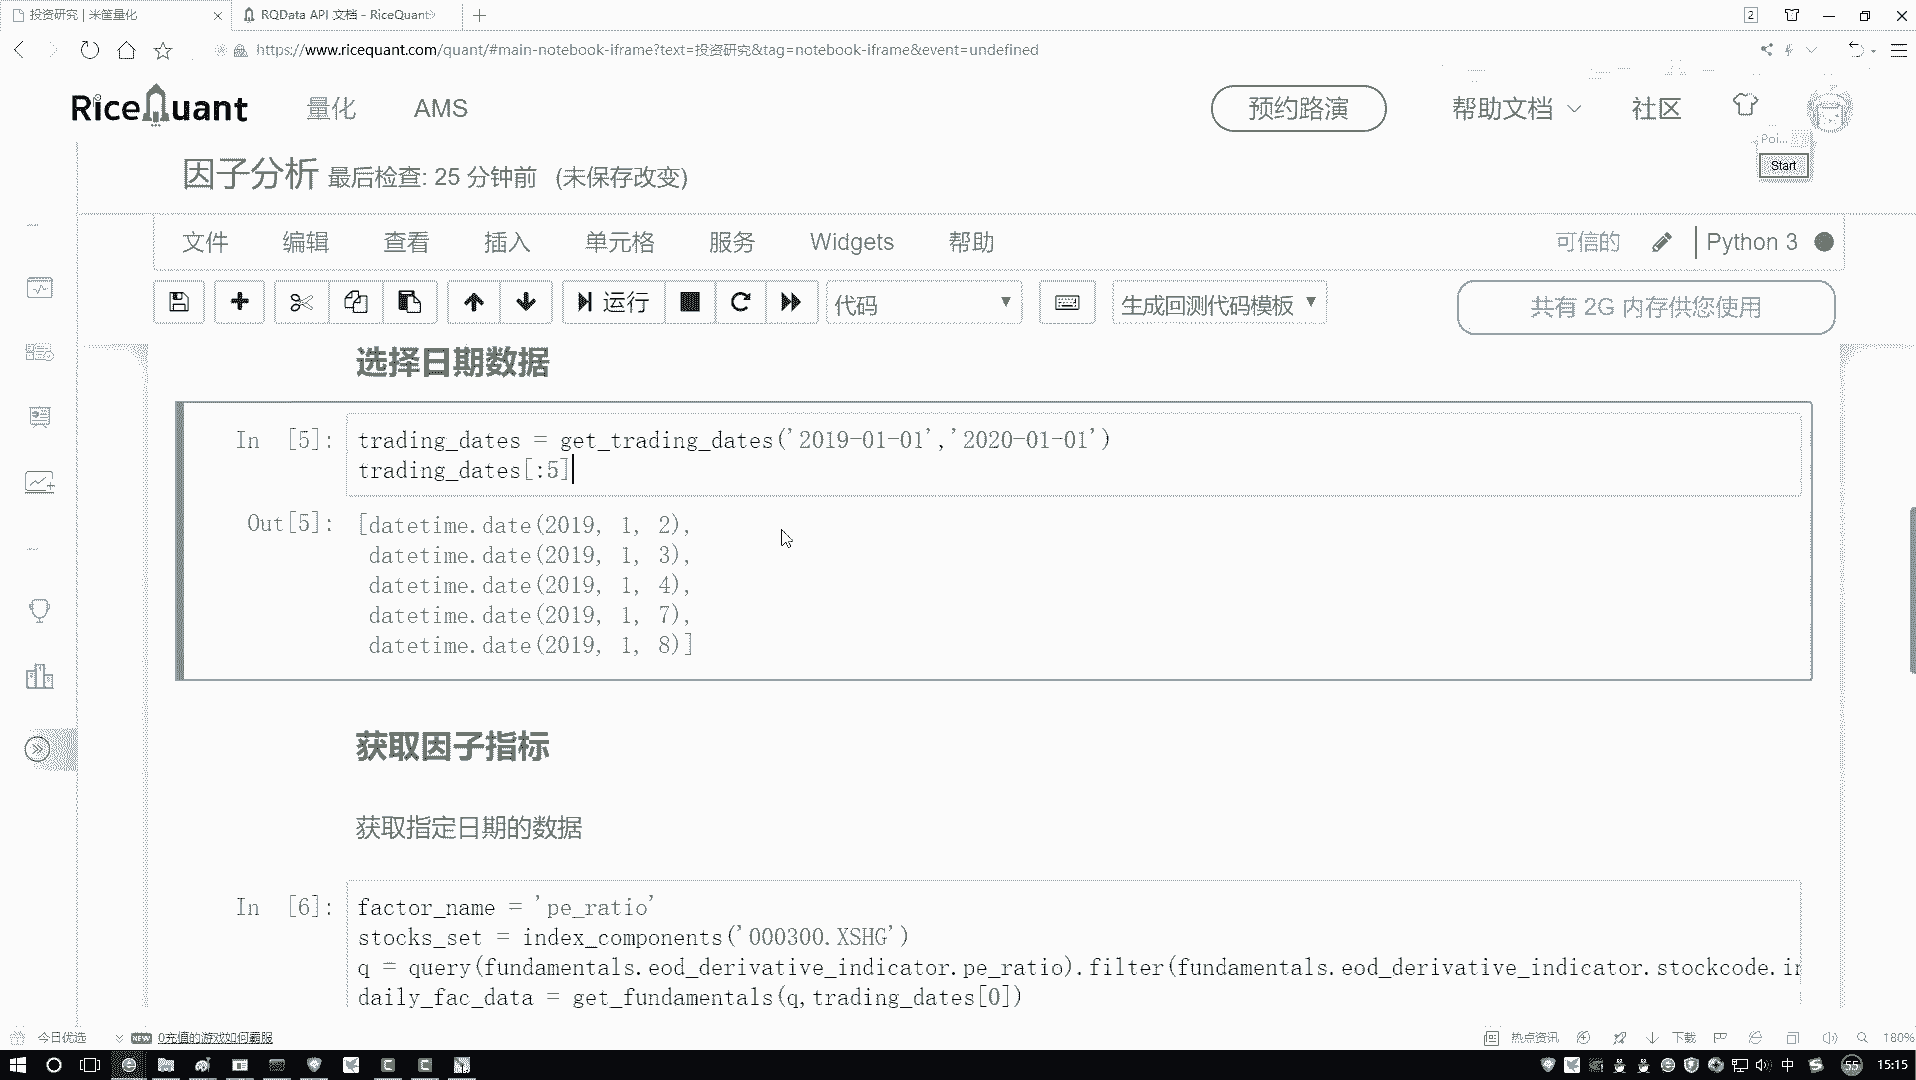 投资研究 | 米筐量化
RQData API 文档 - RiceQuant
2
https://www.ricequant.com/quant/#main-notebook-iframe?text=投资研究&tag=notebook-iframe&event=undefined
RiceQuant
量化
AMS
预约路演
帮助文档
社区
Poi...
Start
因子分析 最后检查: 25 分钟前 (未保存改变)
文件 编辑 查看 插入 单元格 服务 Widgets 帮助
可信的
Python 3
运行
代码
生成回测代码模板
共有 2G 内存供您使用
选择日期数据
In [5]:
trading_dates = get_trading_dates('2019-01-01','2020-01-01')
trading_dates[:5]
Out[5]:
[datetime.date(2019, 1, 2),
datetime.date(2019, 1, 3),
datetime.date(2019, 1, 4),
datetime.date(2019, 1, 7),
datetime.date(2019, 1, 8)]
获取因子指标
获取指定日期的数据
In [6]:
factor_name = 'pe_ratio'
stocks_set = index_components('000300.XSHG')
q = query(fundamentals.eod_derivative_indicator.pe_ratio).filter(fundamentals.eod_derivative_indicator.stockcode.in
daily_fac_data = get_fundamentals(q,trading_dates[0])
今日优选
NEW
0充值的游戏如何霸服
热点资讯
下载
180%
中
55
15:15